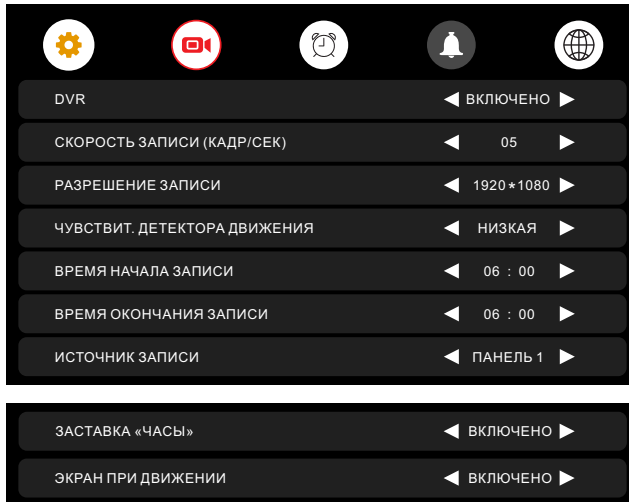 DVR ВКЛЮЧЕНО
СКОРОСТЬ ЗАПИСИ (КАДР/СЕК) 05
РАЗРЕШЕНИЕ ЗАПИСИ 1920*1080
ЧУВСТВИТ. ДЕТЕКТОРА ДВИЖЕНИЯ НИЗКАЯ
ВРЕМЯ НАЧАЛА ЗАПИСИ 06 : 00
ВРЕМЯ ОКОНЧАНИЯ ЗАПИСИ 06 : 00
ИСТОЧНИК ЗАПИСИ ПАНЕЛЬ 1
ЗАСТАВКА «ЧАСЫ» ВКЛЮЧЕНО
ЭКРАН ПРИ ДВИЖЕНИИ ВКЛЮЧЕНО